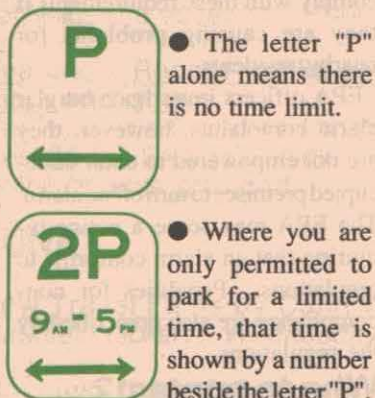 P
● The letter "P"
alone means there
is no time limit.
2P
9AM - 5PM
● Where you are
only permitted to
park for a limited
time, that time is
shown by a number
beside the letter "P".